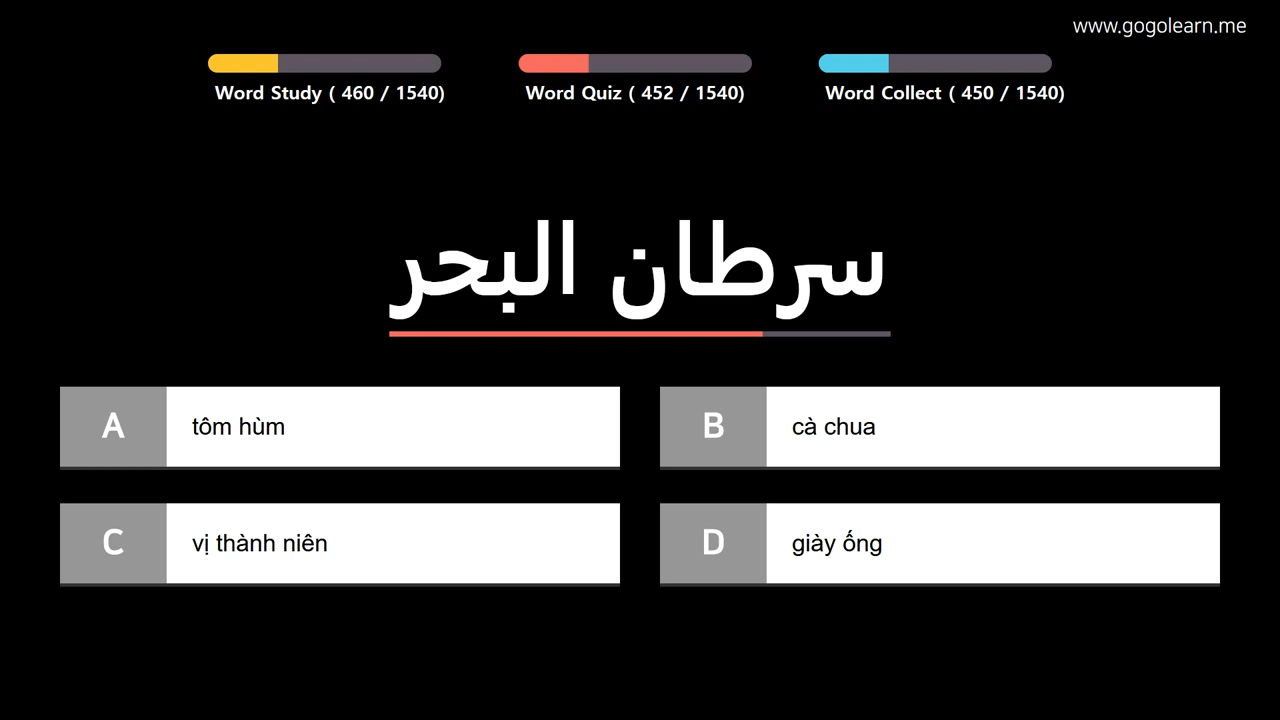 www.gogolearn.me
Word Study ( 460 / 1540)
Word Quiz ( 452 / 1540)
Word Collect ( 450 / 1540)
سرطان البحر
A tôm hùm
B cà chua
C vị thành niên
D giày ống